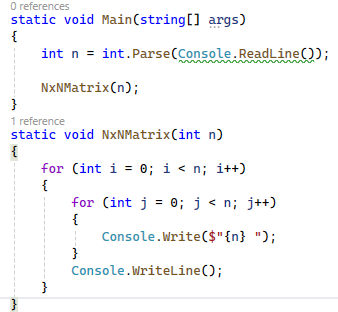 0 references
static void Main(string[] args)
{
    int n = int.Parse(Console.ReadLine());

    NxNMatrix(n);
}
1 reference
static void NxNMatrix(int n)
{
    for (int i = 0; i < n; i++)
    {
        for (int j = 0; j < n; j++)
        {
            Console.Write($"{n} ");
        }
        Console.WriteLine();
    }
}